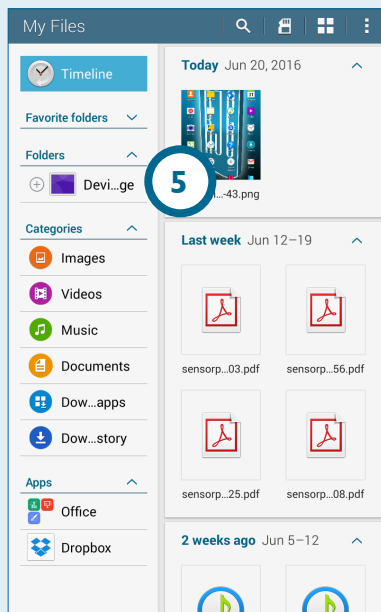 My Files
Timeline
Favorite folders
Folders
Devi...ge
5
Categories
Images
Videos
Music
Documents
Dow...apps
Dow...story
Apps
Office
Dropbox
Today Jun 20, 2016
...-43.png
Last week Jun 12–19
sensorp...03.pdf
sensorp...56.pdf
sensorp...25.pdf
sensorp...08.pdf
2 weeks ago Jun 5–12